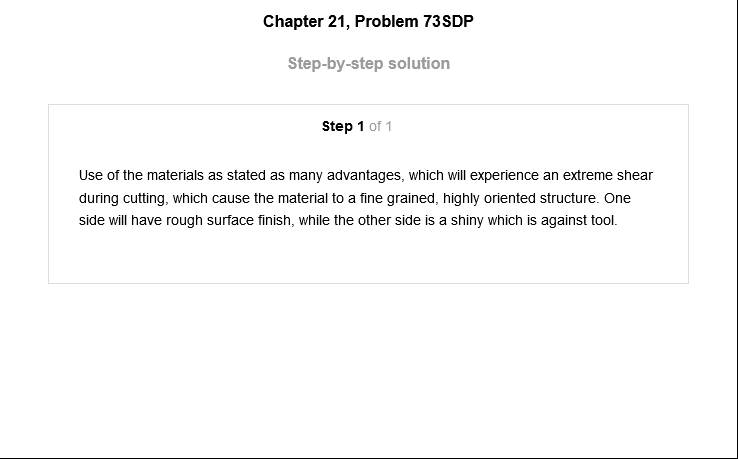 Chapter 21, Problem 73SDP
Step-by-step solution
Step 1 of 1
Use of the materials as stated as many advantages, which will experience an extreme shear
during cutting, which cause the material to a fine grained, highly oriented structure. One
side will have rough surface finish, while the other side is a shiny which is against tool.